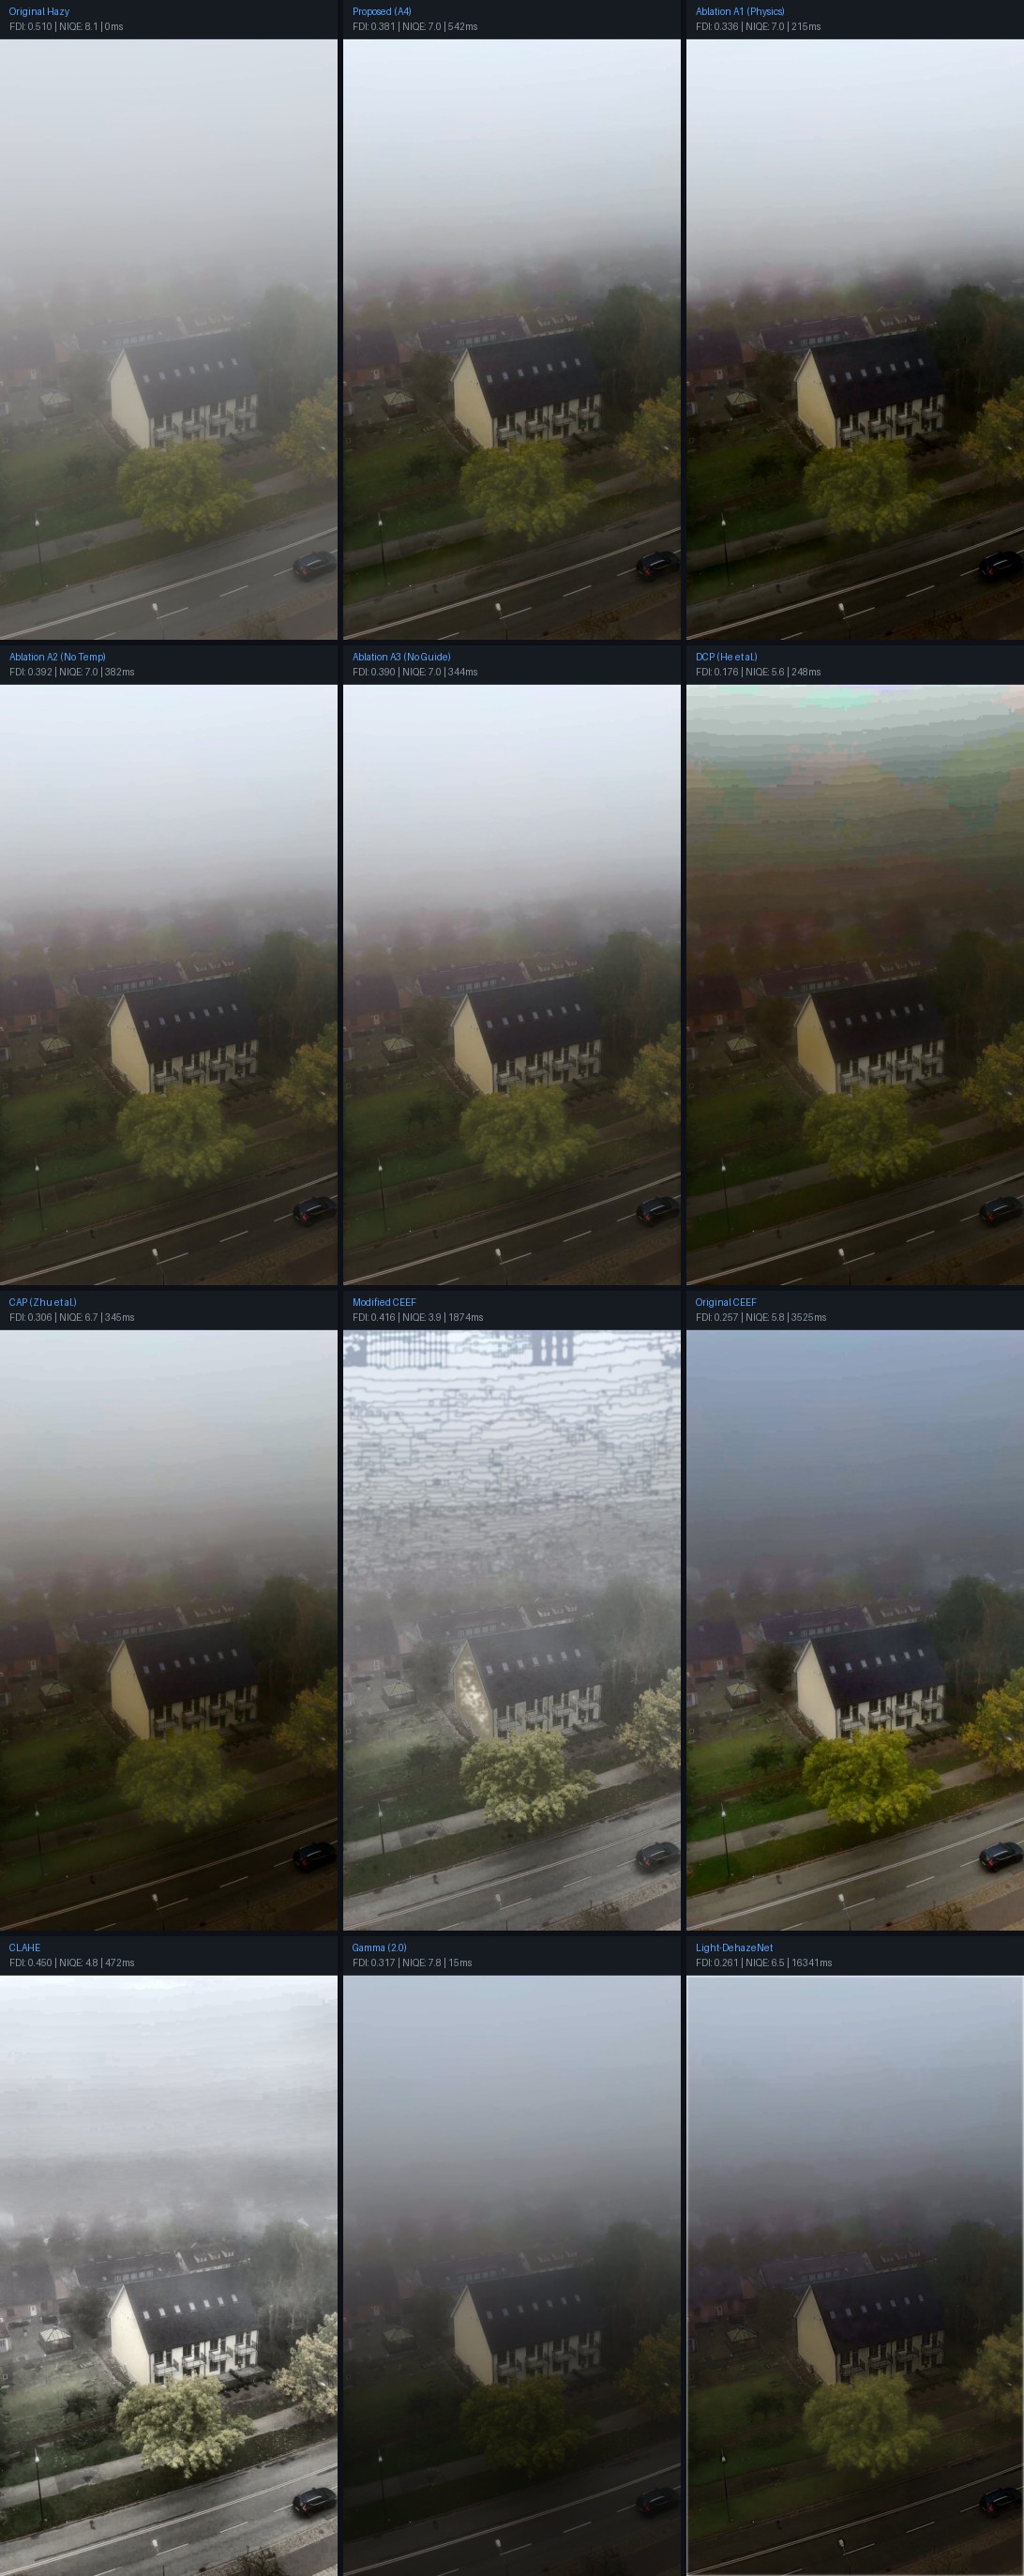 Original Hazy
FDI: 0.510 | NIQE: 8.1 | 0ms
Proposed (A4)
FDI: 0.381 | NIQE: 7.0 | 542ms
Ablation A1 (Physics)
FDI: 0.336 | NIQE: 7.0 | 215ms
Ablation A2 (No Temp)
FDI: 0.392 | NIQE: 7.0 | 382ms
Ablation A3 (No Guide)
FDI: 0.390 | NIQE: 7.0 | 344ms
DCP (He et al.)
FDI: 0.176 | NIQE: 5.6 | 248ms
CAP (Zhu et al.)
FDI: 0.306 | NIQE: 6.7 | 345ms
Modified CEEF
FDI: 0.416 | NIQE: 3.9 | 1874ms
Original CEEF
FDI: 0.257 | NIQE: 5.8 | 3525ms
CLAHE
FDI: 0.450 | NIQE: 4.8 | 472ms
Gamma (2.0)
FDI: 0.317 | NIQE: 7.8 | 15ms
Light-DehazeNet
FDI: 0.261 | NIQE: 6.5 | 16341ms